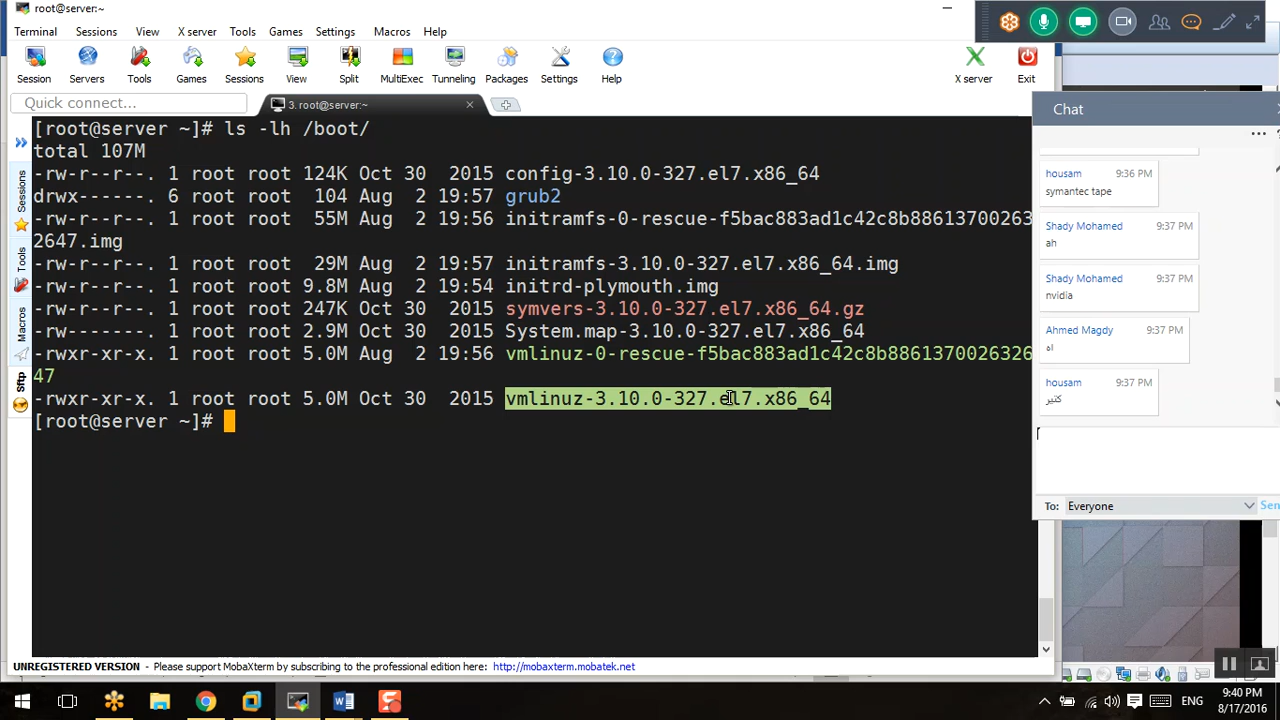 root@server:~
Terminal Sessions View X server Tools Games Settings Macros Help
Session Servers Tools Games Sessions View Split MultiExec Tunneling Packages Settings Help X server Exit
Quick connect...
3. root@server:~
[root@server ~]# ls -lh /boot/
total 107M
-rw-r--r--. 1 root root 124K Oct 30  2015 config-3.10.0-327.el7.x86_64
drwx------. 6 root root  104 Aug  2 19:57 grub2
-rw-r--r--. 1 root root  55M Aug  2 19:56 initramfs-0-rescue-f5bac883ad1c42c8b88613700263
2647.img
-rw-r--r--. 1 root root  29M Aug  2 19:57 initramfs-3.10.0-327.el7.x86_64.img
-rw-r--r--. 1 root root 9.8M Aug  2 19:54 initrd-plymouth.img
-rw-r--r--. 1 root root 247K Oct 30  2015 symvers-3.10.0-327.el7.x86_64.gz
-rw-------. 1 root root 2.9M Oct 30  2015 System.map-3.10.0-327.el7.x86_64
-rwxr-xr-x. 1 root root 5.0M Aug  2 19:56 vmlinuz-0-rescue-f5bac883ad1c42c8b8861370026326
47
-rwxr-xr-x. 1 root root 5.0M Oct 30  2015 vmlinuz-3.10.0-327.el7.x86_64
[root@server ~]#
Sessions
Tools
Macros
Sftp
UNREGISTERED VERSION - Please support MobaXterm by subscribing to the professional edition here: http://mobaxterm.mobatek.net
Chat
housam 9:36 PM
symantec tape
Shady Mohamed 9:37 PM
ah
Shady Mohamed 9:37 PM
nvidia
Ahmed Magdy 9:37 PM
اه
housam 9:37 PM
كتير
To: Everyone Sen
ENG
9:40 PM
8/17/2016